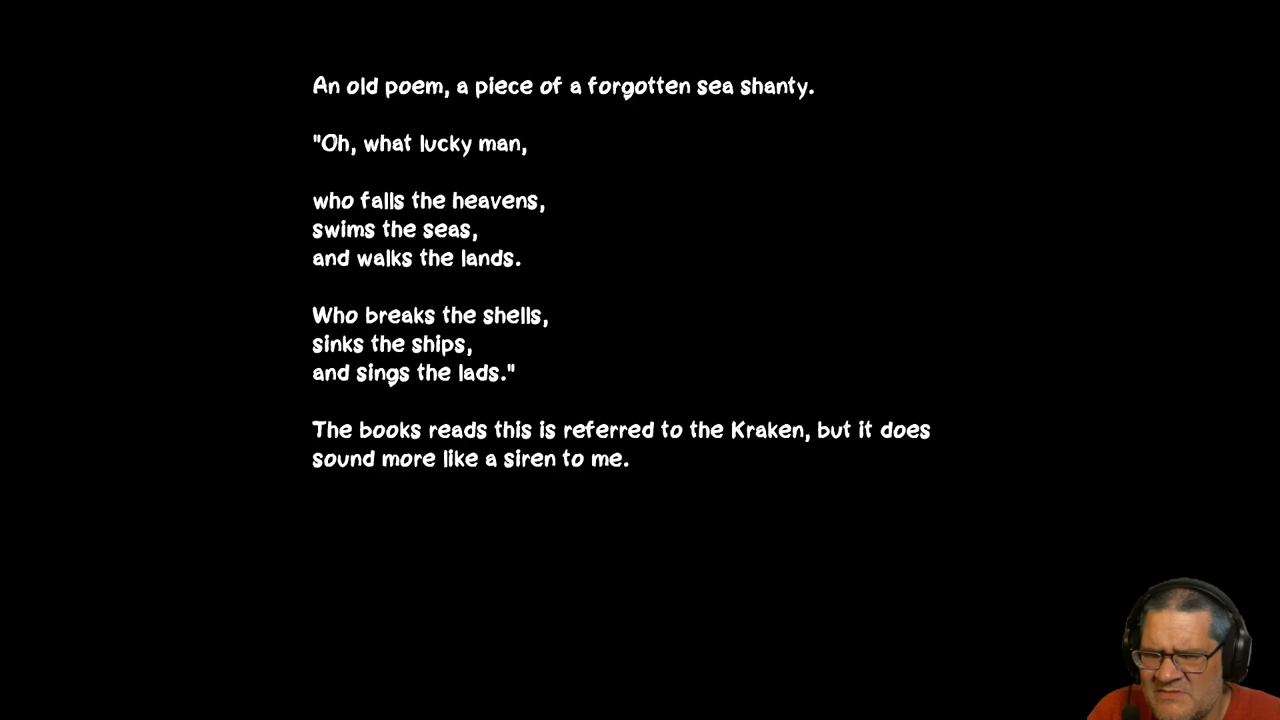 An old poem, a piece of a forgotten sea shanty.
"Oh, what lucky man,
who falls the heavens,
swims the seas,
and walks the lands.
Who breaks the shells,
sinks the ships,
and sings the lads."
The books reads this is referred to the Kraken, but it does
sound more like a siren to me.